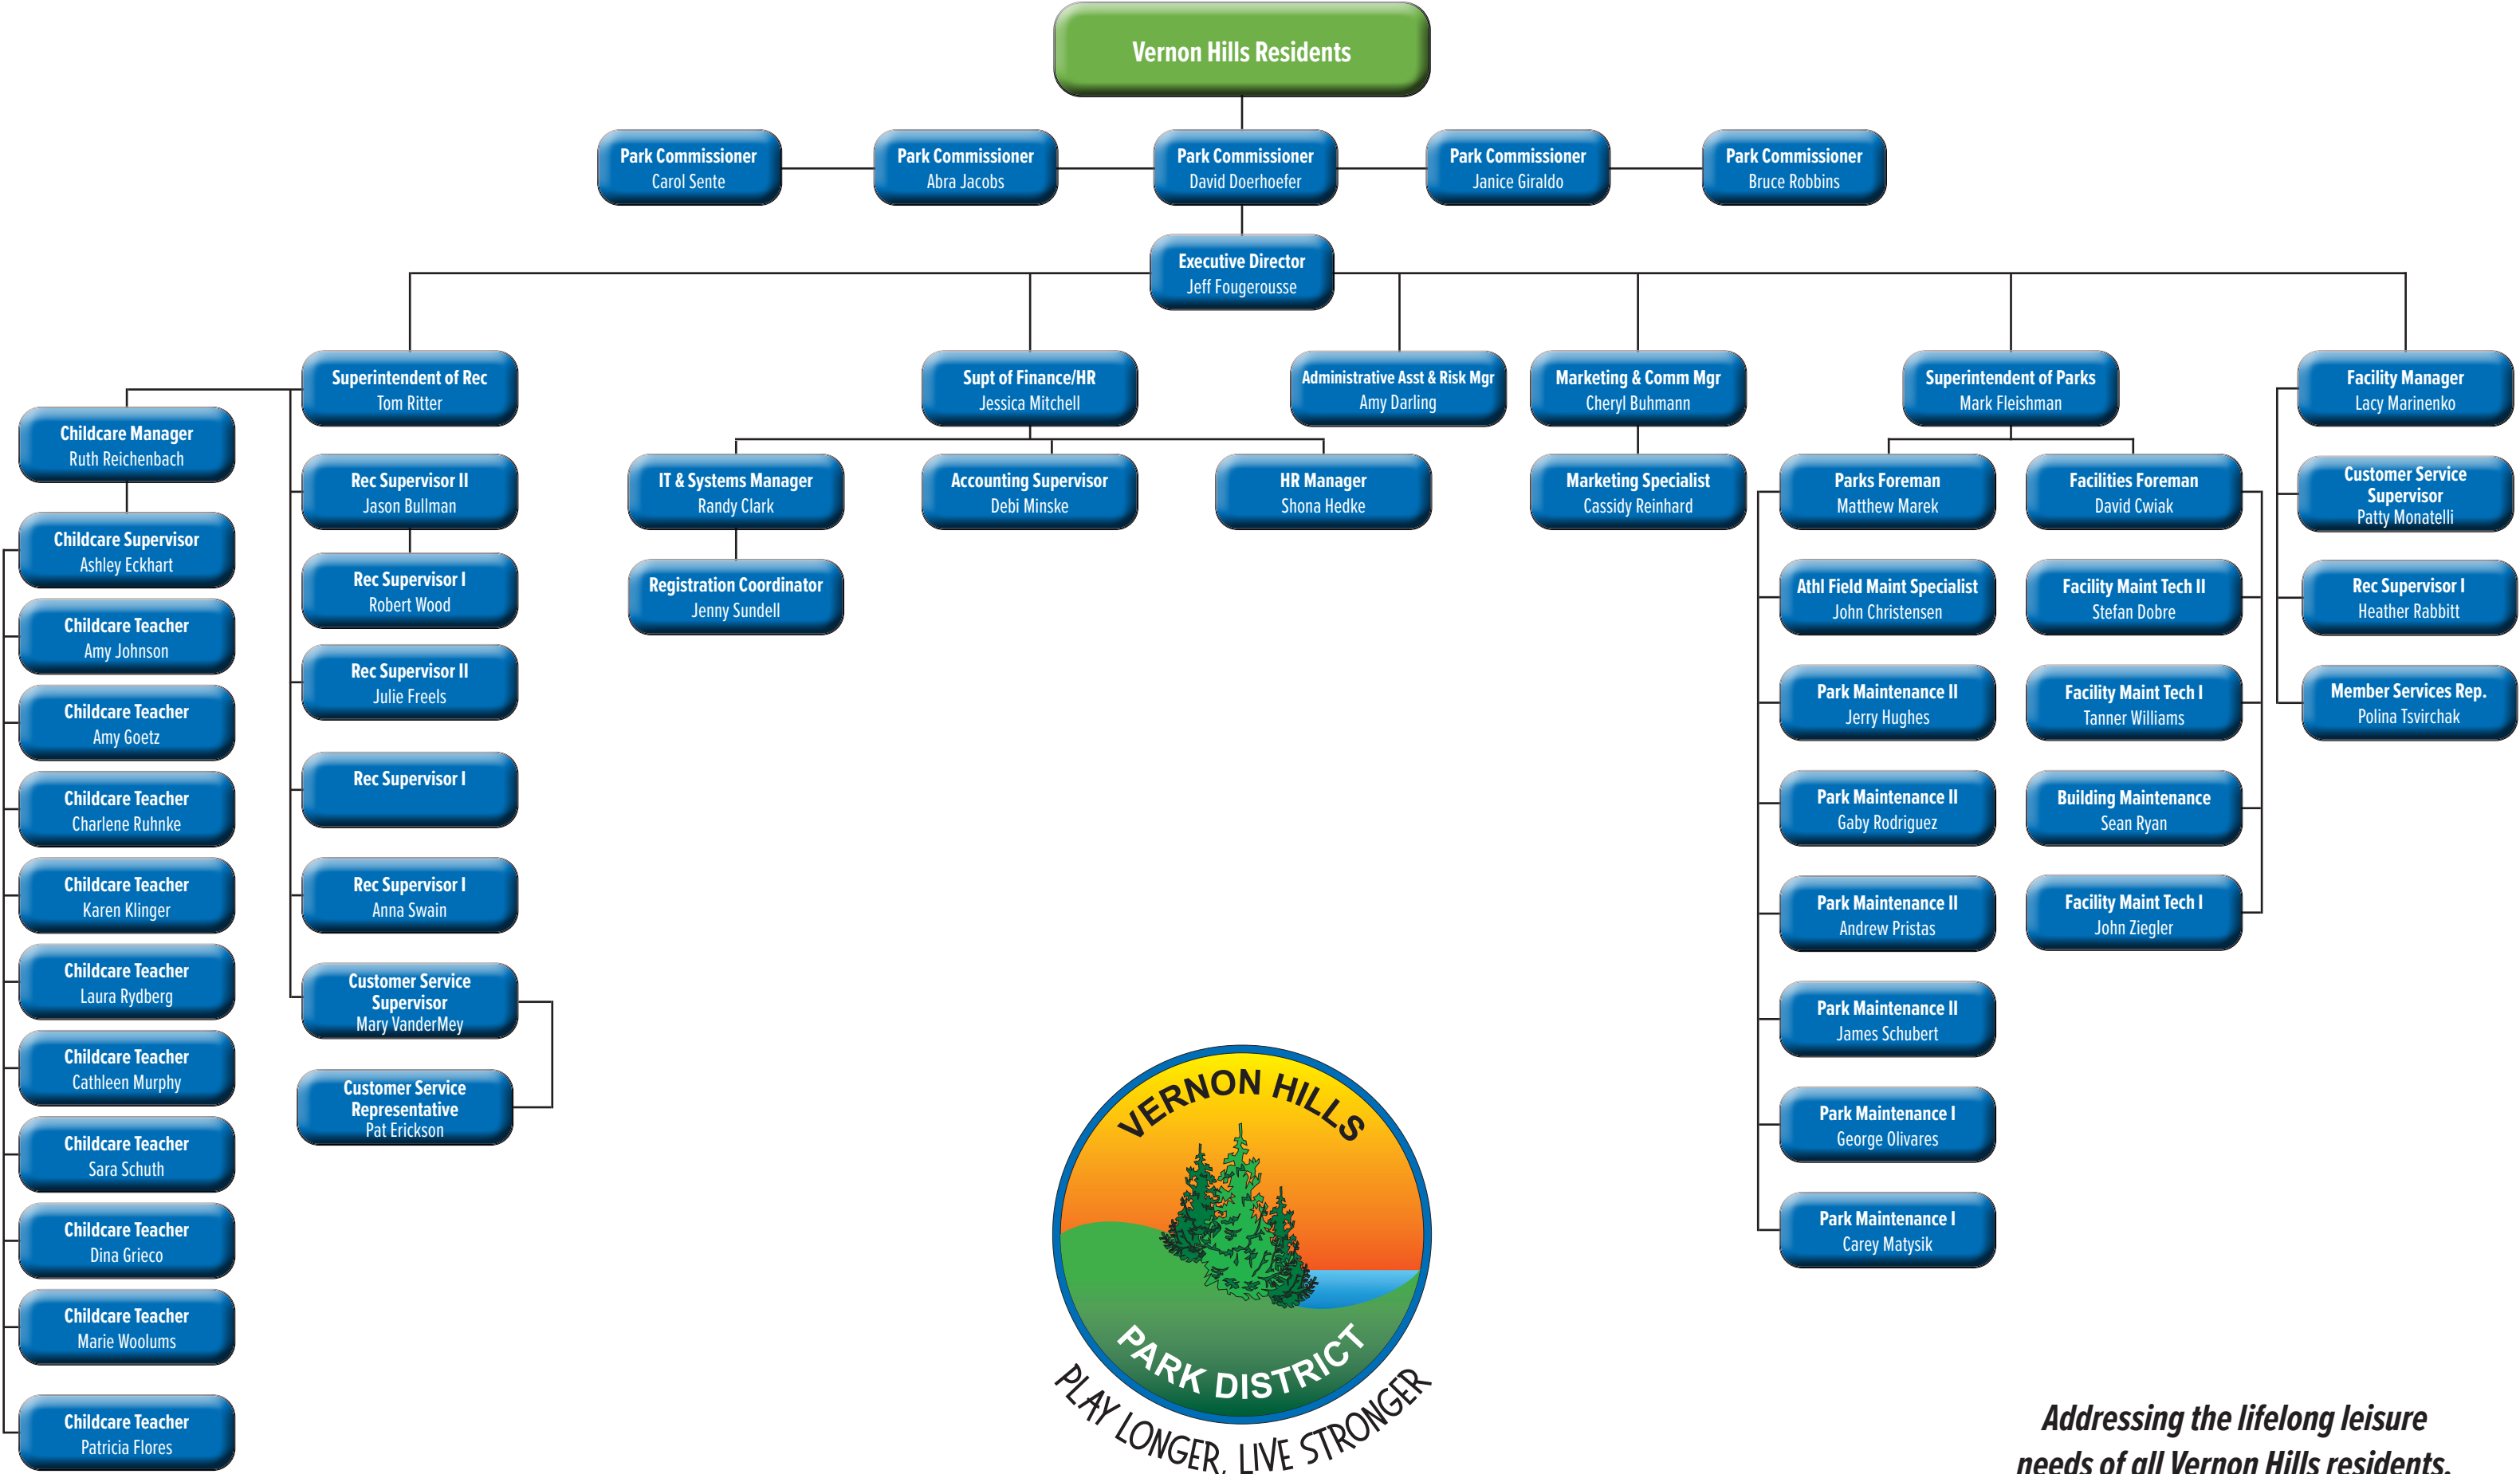 Vernon Hills Residents
Park Commissioner
Carol Sente
Park Commissioner
Abra Jacobs
Park Commissioner
David Doerhoefer
Park Commissioner
Janice Giraldo
Park Commissioner
Bruce Robbins
Executive Director
Jeff Fougerousse
Superintendent of Rec
Tom Ritter
Supt of Finance/HR
Jessica Mitchell
Administrative Asst & Risk Mgr
Amy Darling
Marketing & Comm Mgr
Cheryl Buhmann
Superintendent of Parks
Mark Fleishman
Facility Manager
Lacy Marinenko
Childcare Manager
Ruth Reichenbach
Childcare Supervisor
Ashley Eckhart
Childcare Teacher
Amy Johnson
Childcare Teacher
Amy Goetz
Childcare Teacher
Charlene Ruhnke
Childcare Teacher
Karen Klinger
Childcare Teacher
Laura Rydberg
Childcare Teacher
Cathleen Murphy
Childcare Teacher
Sara Schuth
Childcare Teacher
Dina Grieco
Childcare Teacher
Marie Woolums
Childcare Teacher
Patricia Flores
Rec Supervisor II
Jason Bullman
Rec Supervisor I
Robert Wood
Rec Supervisor II
Julie Freels
Rec Supervisor I
Rec Supervisor I
Anna Swain
Customer Service
Supervisor
Mary VanderMey
Customer Service
Representative
Pat Erickson
IT & Systems Manager
Randy Clark
Registration Coordinator
Jenny Sundell
Accounting Supervisor
Debi Minske
HR Manager
Shona Hedke
Marketing Specialist
Cassidy Reinhard
Parks Foreman
Matthew Marek
Athl Field Maint Specialist
John Christensen
Park Maintenance II
Jerry Hughes
Park Maintenance II
Gaby Rodriguez
Park Maintenance II
Andrew Pristas
Park Maintenance II
James Schubert
Park Maintenance I
George Olivares
Park Maintenance I
Carey Matysik
Facilities Foreman
David Cwiak
Facility Maint Tech II
Stefan Dobre
Facility Maint Tech I
Tanner Williams
Building Maintenance
Sean Ryan
Facility Maint Tech I
John Ziegler
Customer Service
Supervisor
Patty Monatelli
Rec Supervisor I
Heather Rabbitt
Member Services Rep.
Polina Tsvirchak
VERNON HILLS
PARK DISTRICT
PLAY LONGER, LIVE STRONGER
Addressing the lifelong leisure
needs of all Vernon Hills residents.